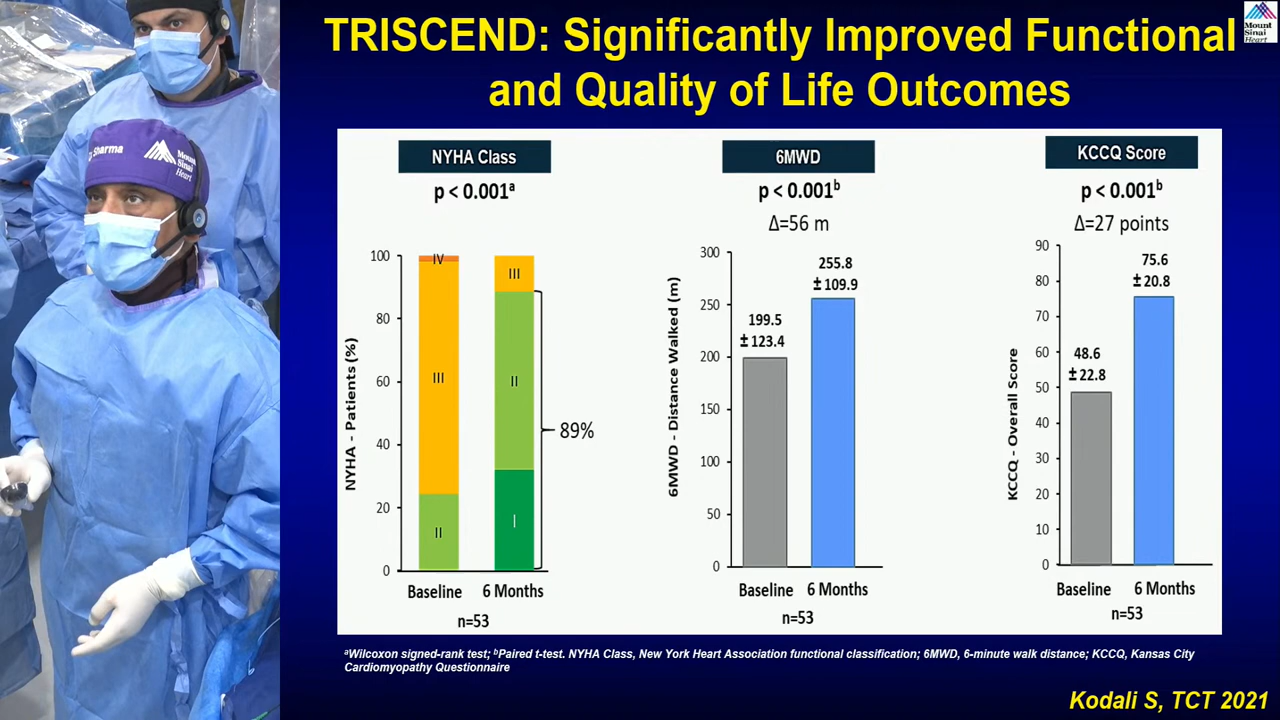 TRISCEND: Significantly Improved Functional
and Quality of Life Outcomes
Mount
Sinai
Heart
Sharma
Mount
Sinai
Heart
NYHA Class
p < 0.001ᵃ
NYHA - Patients (%)
100
80
60
40
20
0
IV
III
II
III
II
I
89%
Baseline
6 Months
n=53
6MWD
p < 0.001ᵇ
Δ=56 m
6MWD - Distance Walked (m)
300
250
200
150
100
50
0
199.5
±123.4
255.8
±109.9
Baseline
6 Months
n=53
KCCQ Score
p < 0.001ᵇ
Δ=27 points
KCCQ - Overall Score
90
80
70
60
50
40
30
20
10
0
48.6
±22.8
75.6
±20.8
Baseline
6 Months
n=53
ᵃWilcoxon signed-rank test; ᵇPaired t-test. NYHA Class, New York Heart Association functional classification; 6MWD, 6-minute walk distance; KCCQ, Kansas City
Cardiomyopathy Questionnaire
Kodali S, TCT 2021